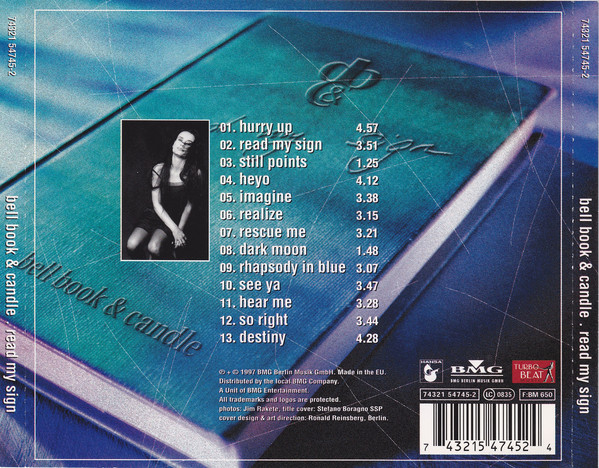 74321 54745-2
bell book & candle . read my sign
b&
sign
bell book & candle
01. hurry up 4.57
02. read my sign 3.51
03. still points 1.25
04. heyo 4.12
05. imagine 3.38
06. realize 3.15
07. rescue me 3.21
08. dark moon 1.48
09. rhapsody in blue 3.07
10. see ya 3.47
11. hear me 3.28
12. so right 3.44
13. destiny 4.28
℗ + © 1997 BMG Berlin Musik GmbH. Made in the EU.
Distributed by the local BMG Company.
A Unit of BMG Entertainment.
All trademarks and logos are protected.
photos: Jim Rakete, title cover: Stefano Boragno SSP
cover design & art direction: Ronald Reinsberg, Berlin.
HANSA
BMG
BMG BERLIN MUSIK GMBH
TURBO BEAT
74321 54745-2
LC 0835
F:BM 650
7 43215 47452 4
74321 54745-2
bell book & candle . read my sign